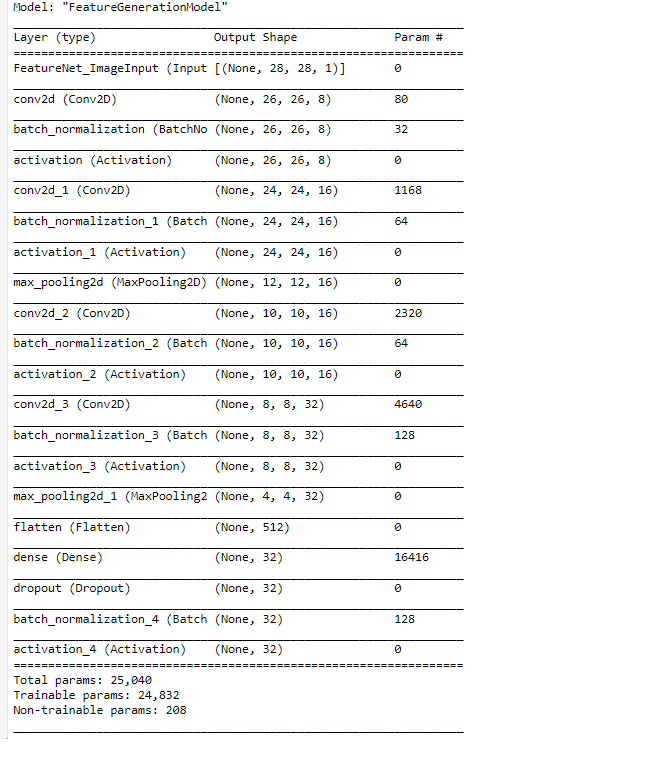 Model: "FeatureGenerationModel"
Layer (type) Output Shape Param #
FeatureNet_ImageInput (Input [(None, 28, 28, 1)] 0
conv2d (Conv2D) (None, 26, 26, 8) 80
batch_normalization (BatchNo (None, 26, 26, 8) 32
activation (Activation) (None, 26, 26, 8) 0
conv2d_1 (Conv2D) (None, 24, 24, 16) 1168
batch_normalization_1 (Batch (None, 24, 24, 16) 64
activation_1 (Activation) (None, 24, 24, 16) 0
max_pooling2d (MaxPooling2D) (None, 12, 12, 16) 0
conv2d_2 (Conv2D) (None, 10, 10, 16) 2320
batch_normalization_2 (Batch (None, 10, 10, 16) 64
activation_2 (Activation) (None, 10, 10, 16) 0
conv2d_3 (Conv2D) (None, 8, 8, 32) 4640
batch_normalization_3 (Batch (None, 8, 8, 32) 128
activation_3 (Activation) (None, 8, 8, 32) 0
max_pooling2d_1 (MaxPooling2 (None, 4, 4, 32) 0
flatten (Flatten) (None, 512) 0
dense (Dense) (None, 32) 16416
dropout (Dropout) (None, 32) 0
batch_normalization_4 (Batch (None, 32) 128
activation_4 (Activation) (None, 32) 0
Total params: 25,040
Trainable params: 24,832
Non-trainable params: 208